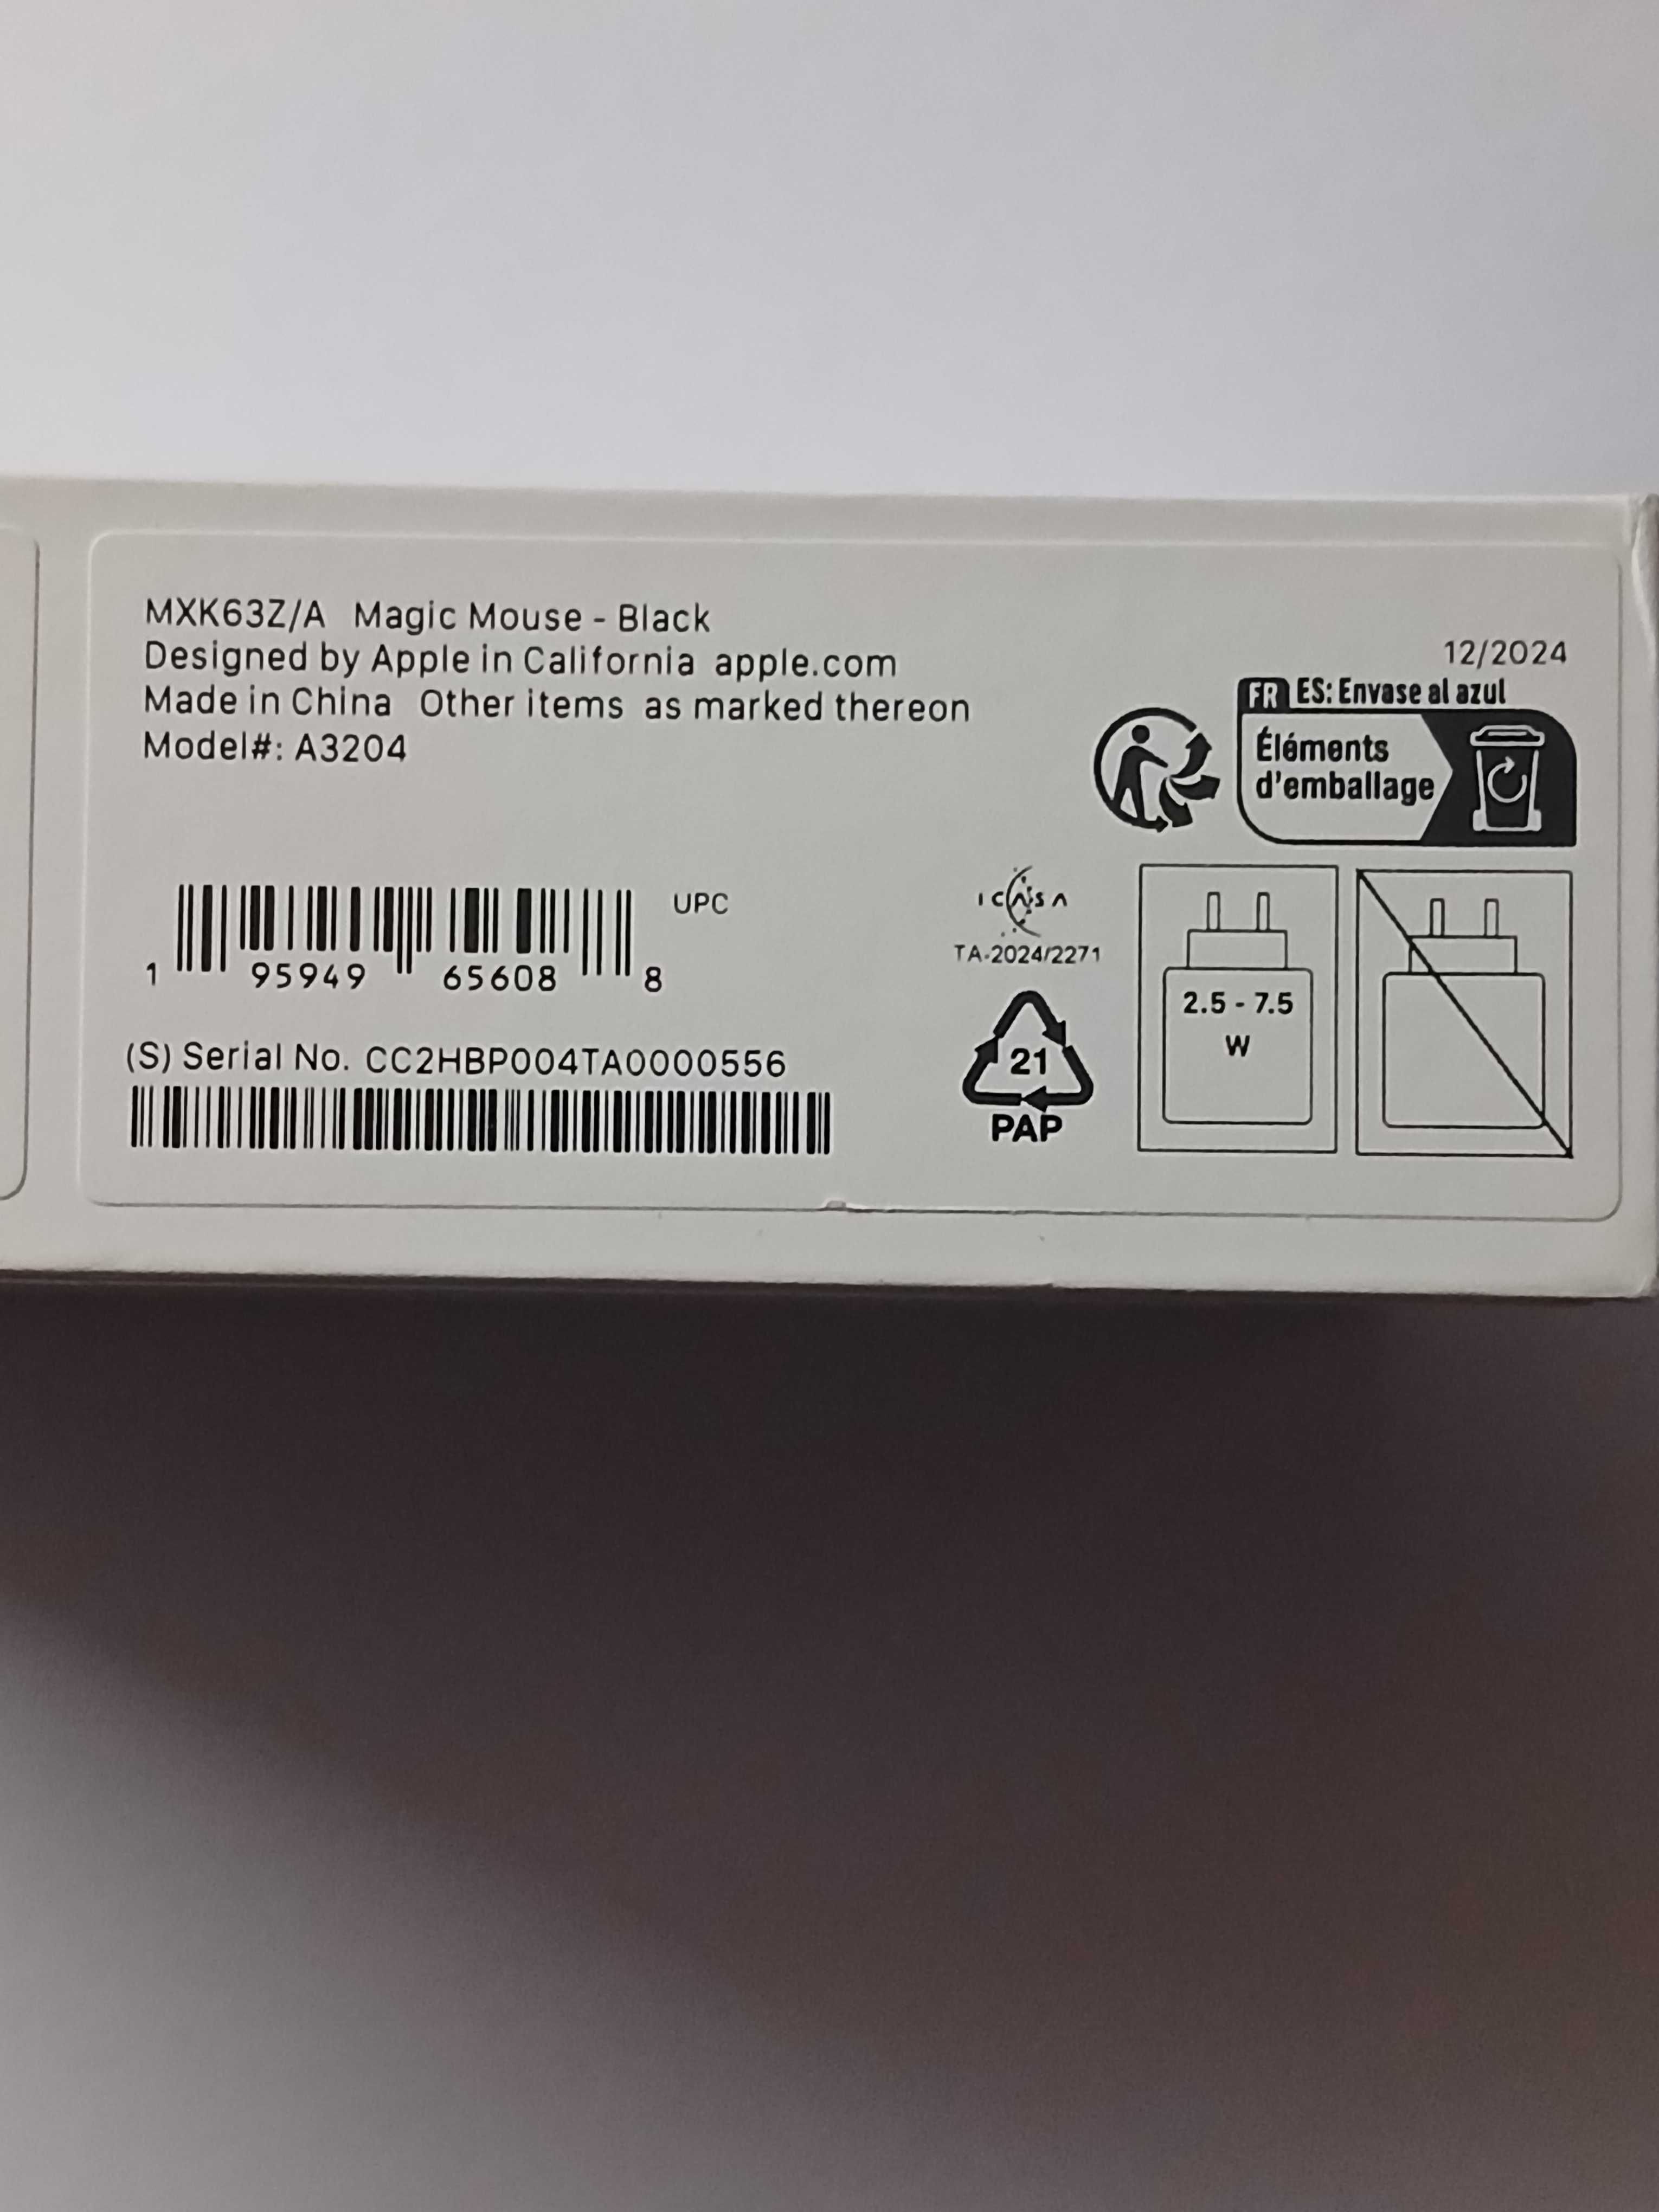 MXK63Z/A Magic Mouse - Black
Designed by Apple in California apple.com
Made in China Other items as marked thereon
Model#: A3204
12/2024
FR ES: Envase al azul
Éléments
d'emballage
UPC
1 95949 65608 8
ICASA
TA-2024/2271
(S) Serial No. CC2HBP004TA0000556
21
PAP
2.5 - 7.5
W